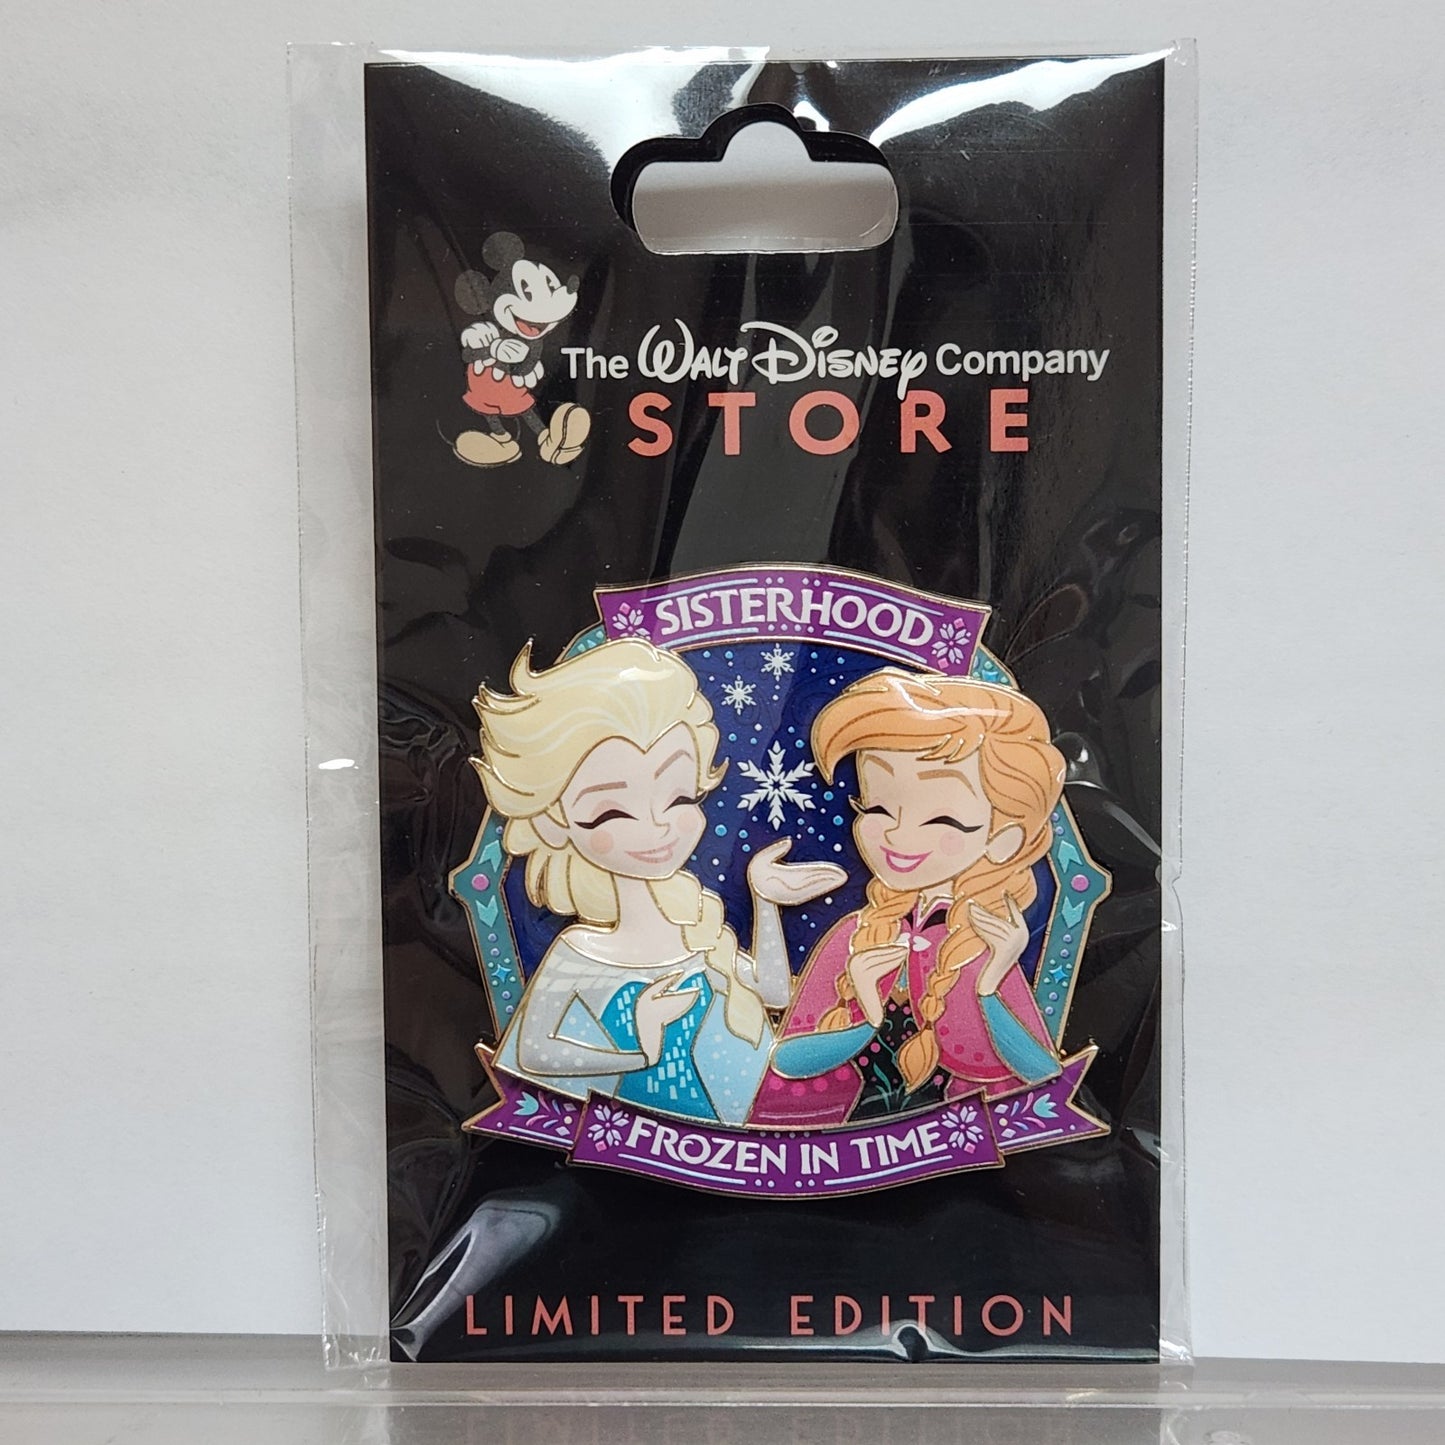 The WALT DISNEY Company
STORE
SISTERHOOD
FROZEN IN TIME
LIMITED EDITION